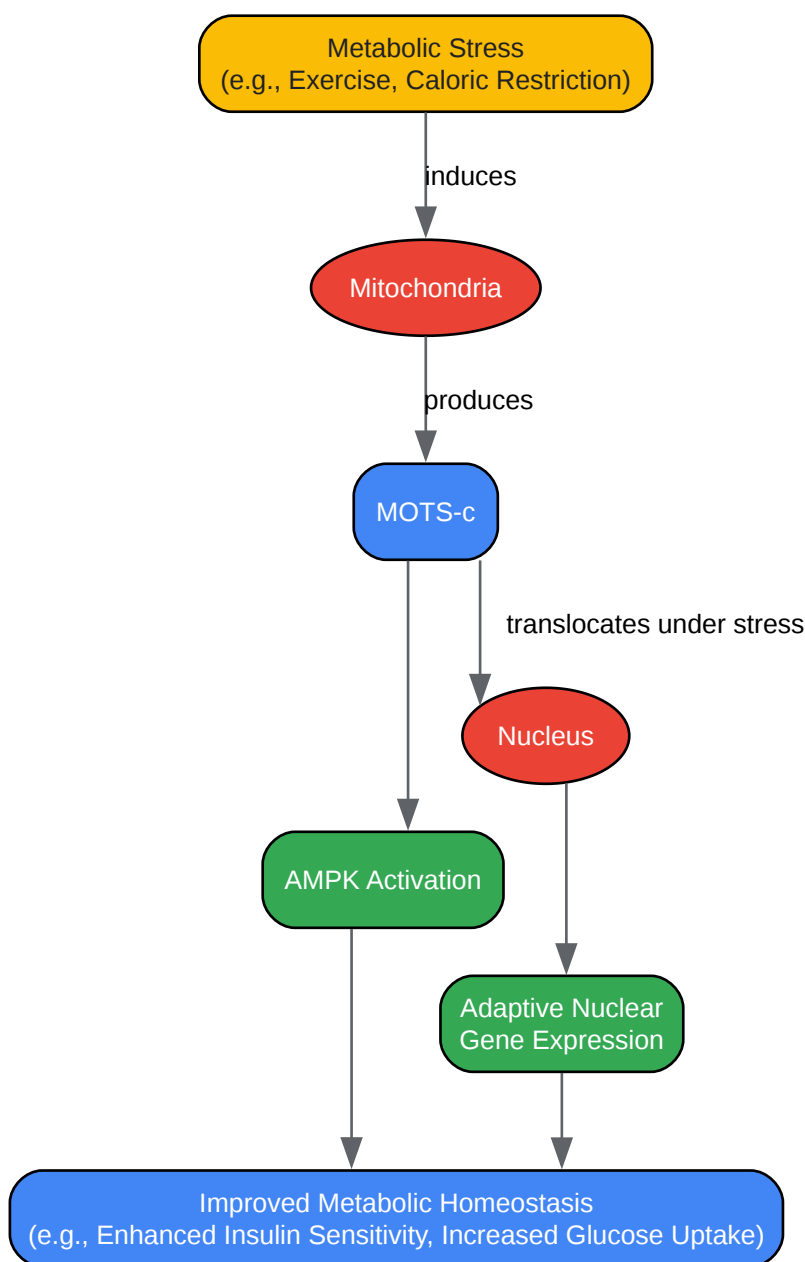 Metabolic Stress
(e.g., Exercise, Caloric Restriction)
induces
Mitochondria
produces
MOTS-c
translocates under stress
Nucleus
AMPK Activation
Adaptive Nuclear
Gene Expression
Improved Metabolic Homeostasis
(e.g., Enhanced Insulin Sensitivity, Increased Glucose Uptake)